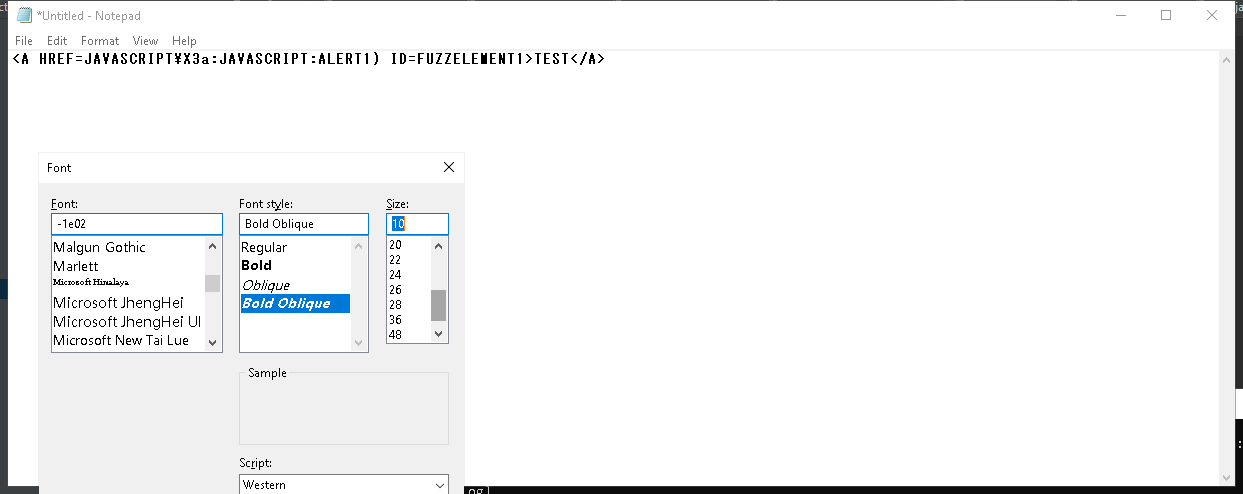 *Untitled - Notepad
File Edit Format View Help
<A HREF=JAVASCRIPT¥X3a:JAVASCRIPT:ALERT1) ID=FUZZELEMENT1>TEST</A>
Font
Font: Font style: Size:
-1e02 Bold Oblique 10
Malgun Gothic
Marlett
Microsoft Himalaya
Microsoft JhengHei
Microsoft JhengHei UI
Microsoft New Tai Lue
Regular
Bold
Oblique
Bold Oblique
20
22
24
26
28
36
48
Sample
Script:
Western